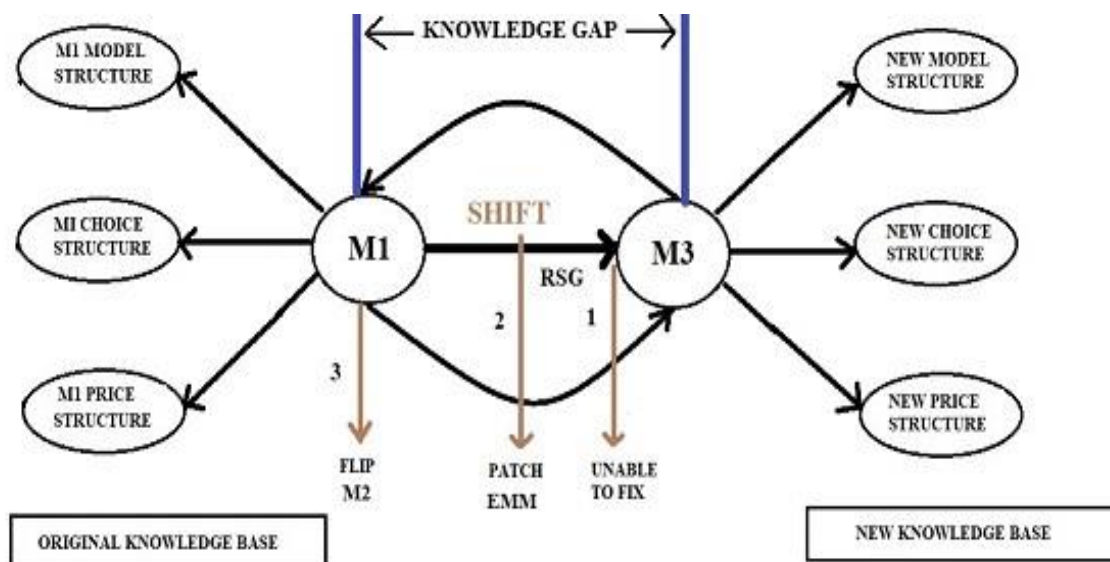 KNOWLEDGE GAP
M1 MODEL
STRUCTURE
NEW MODEL
STRUCTURE
SHIFT
MI CHOICE
STRUCTURE
M1
M3
NEW CHOICE
STRUCTURE
RSG
2
1
3
M1 PRICE
STRUCTURE
NEW PRICE
STRUCTURE
FLIP
M2
PATCH
EMM
UNABLE
TO FIX
ORIGINAL KNOWLEDGE BASE
NEW KNOWLEDGE BASE